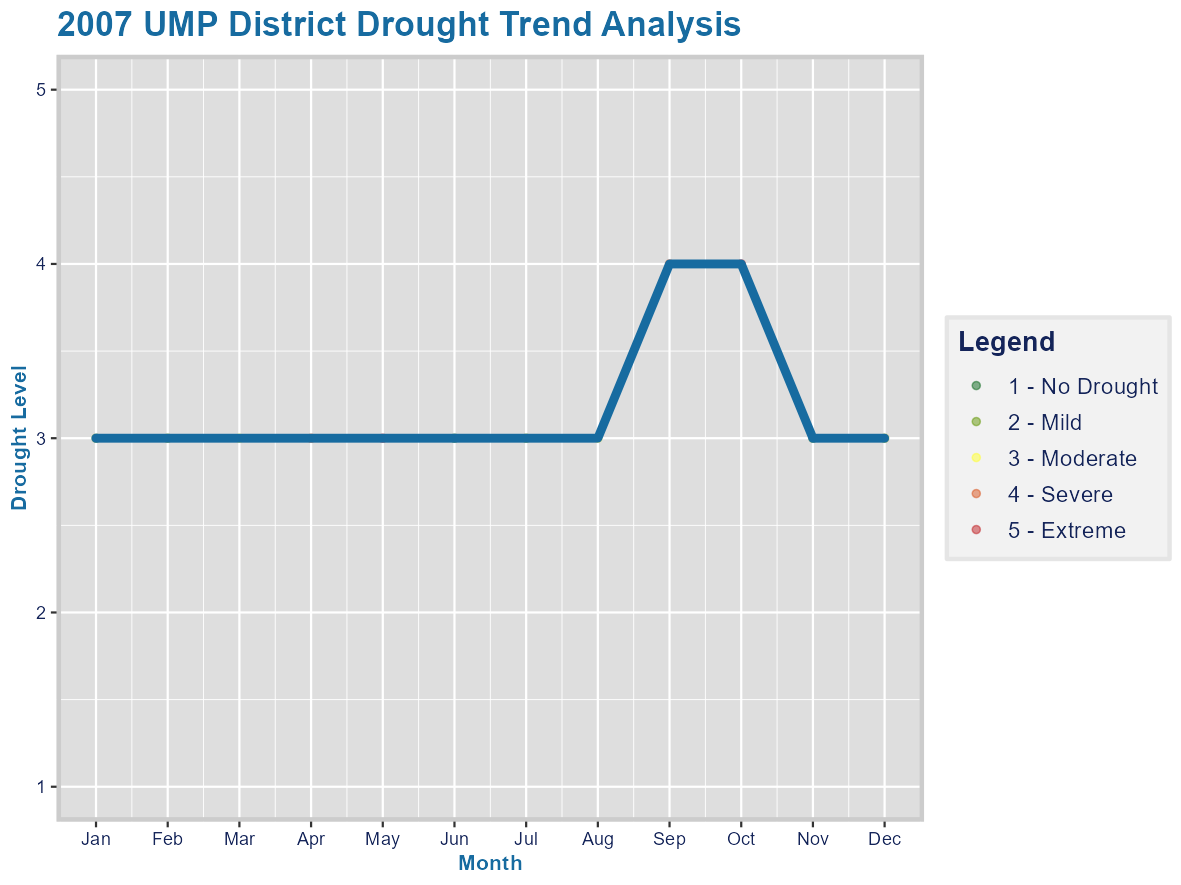 2007 UMP District Drought Trend Analysis
Drought Level
5
4
3
2
1
Jan Feb Mar Apr May Jun Jul Aug Sep Oct Nov Dec
Month
Legend
1 - No Drought
2 - Mild
3 - Moderate
4 - Severe
5 - Extreme